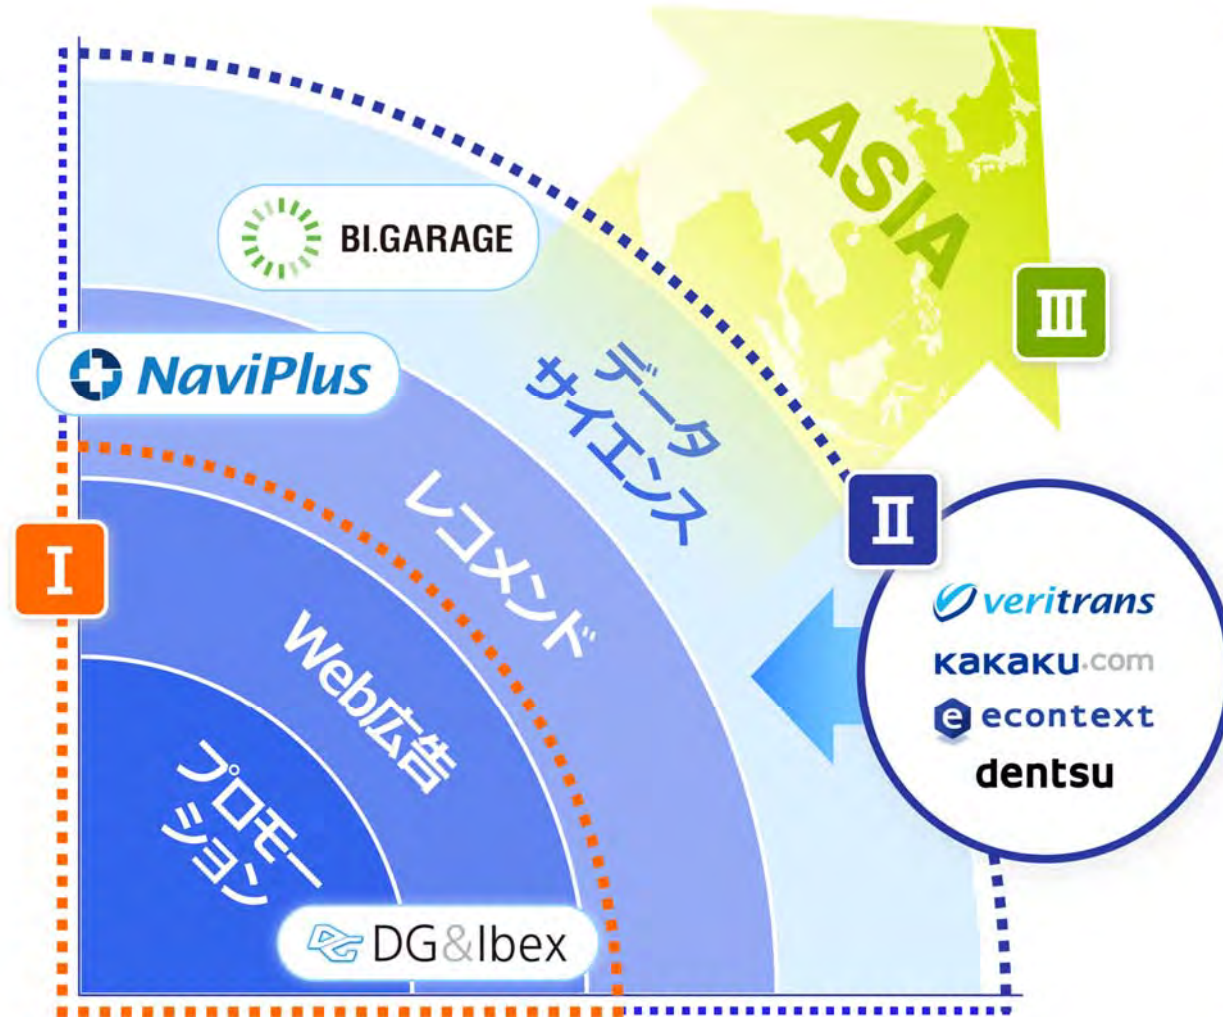 ASIA
BI.GARAGE
III
NaviPlus
データ
サイエンス
レコメンド
II
I
veritrans
Web広告
kakaku.com
e econtext
dentsu
プロモー
ション
DG&Ibex